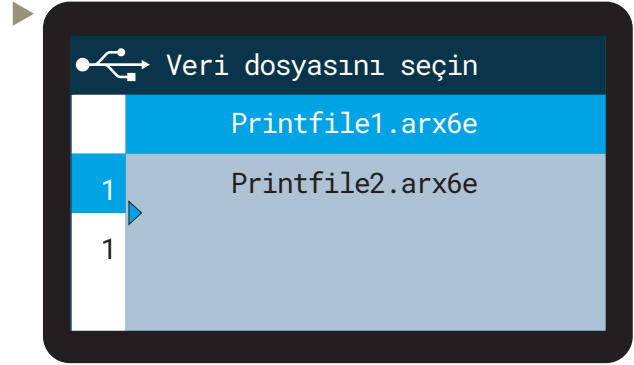 Veri dosyasını seçin
Printfile1.arx6e
1 Printfile2.arx6e
1